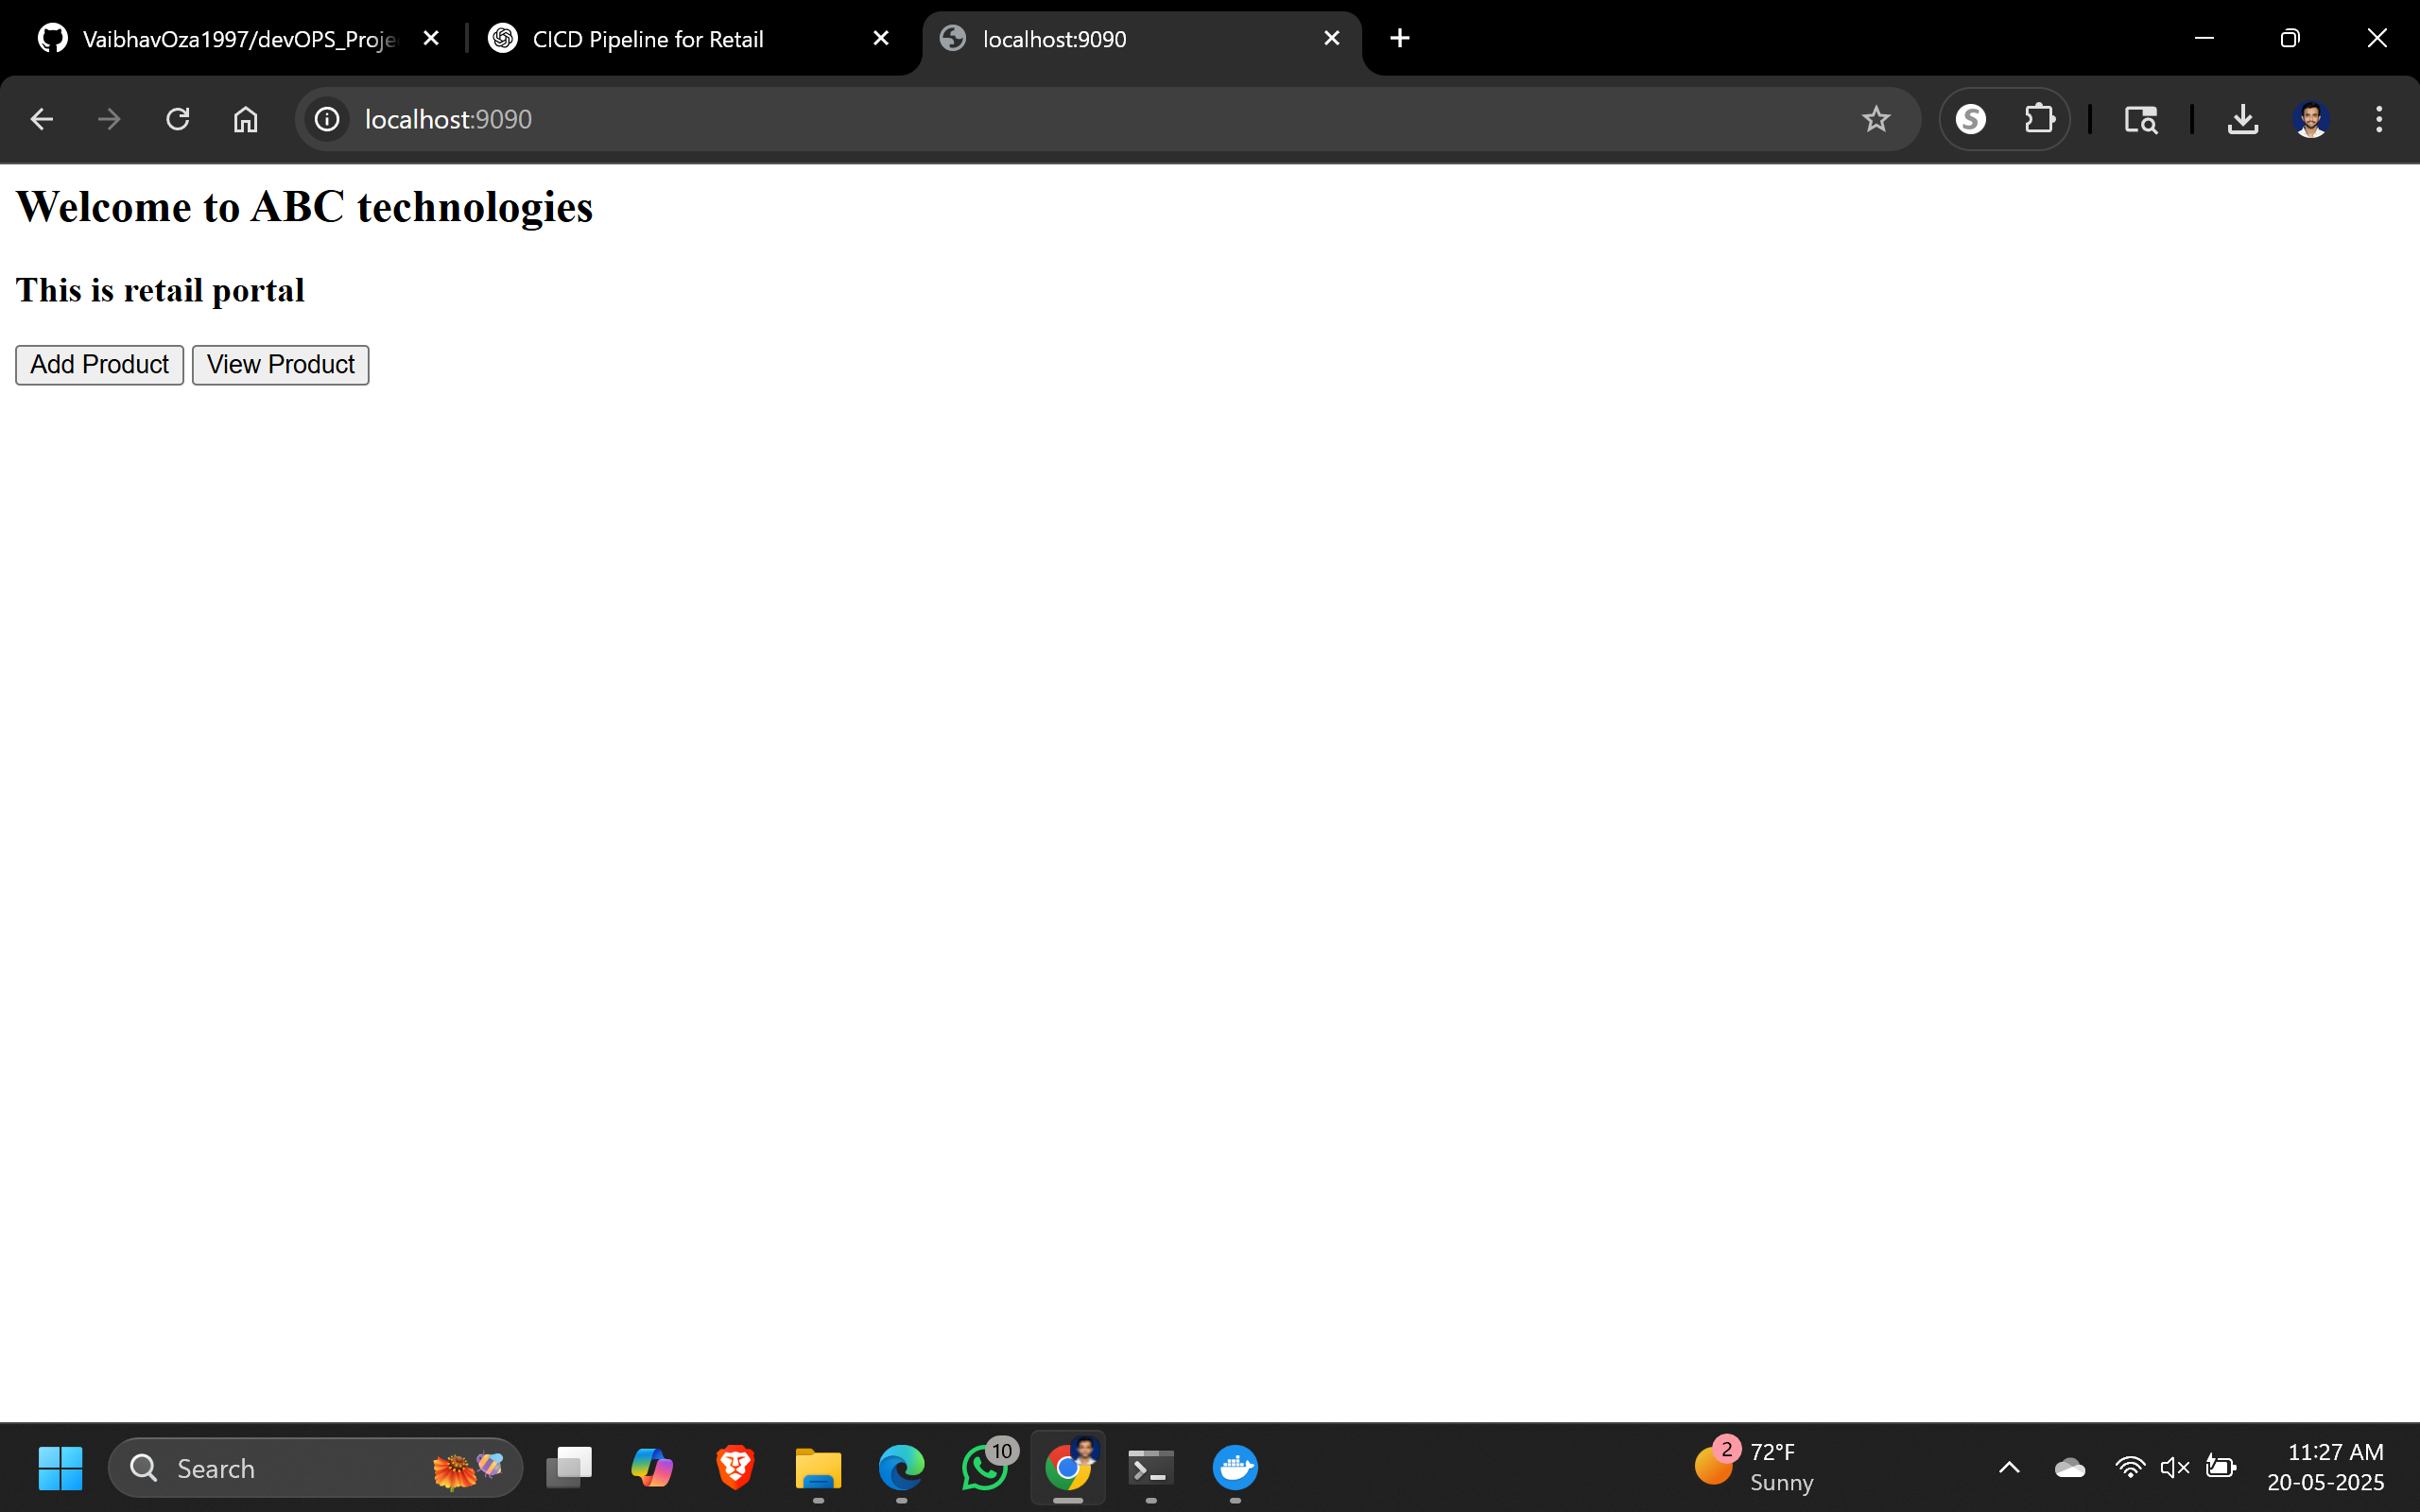 VaibhavOza1997/devOPS_Proje
CICD Pipeline for Retail
localhost:9090
localhost:9090
Welcome to ABC technologies
This is retail portal
Add Product View Product
Search
10
2
72°F
Sunny
11:27 AM
20-05-2025